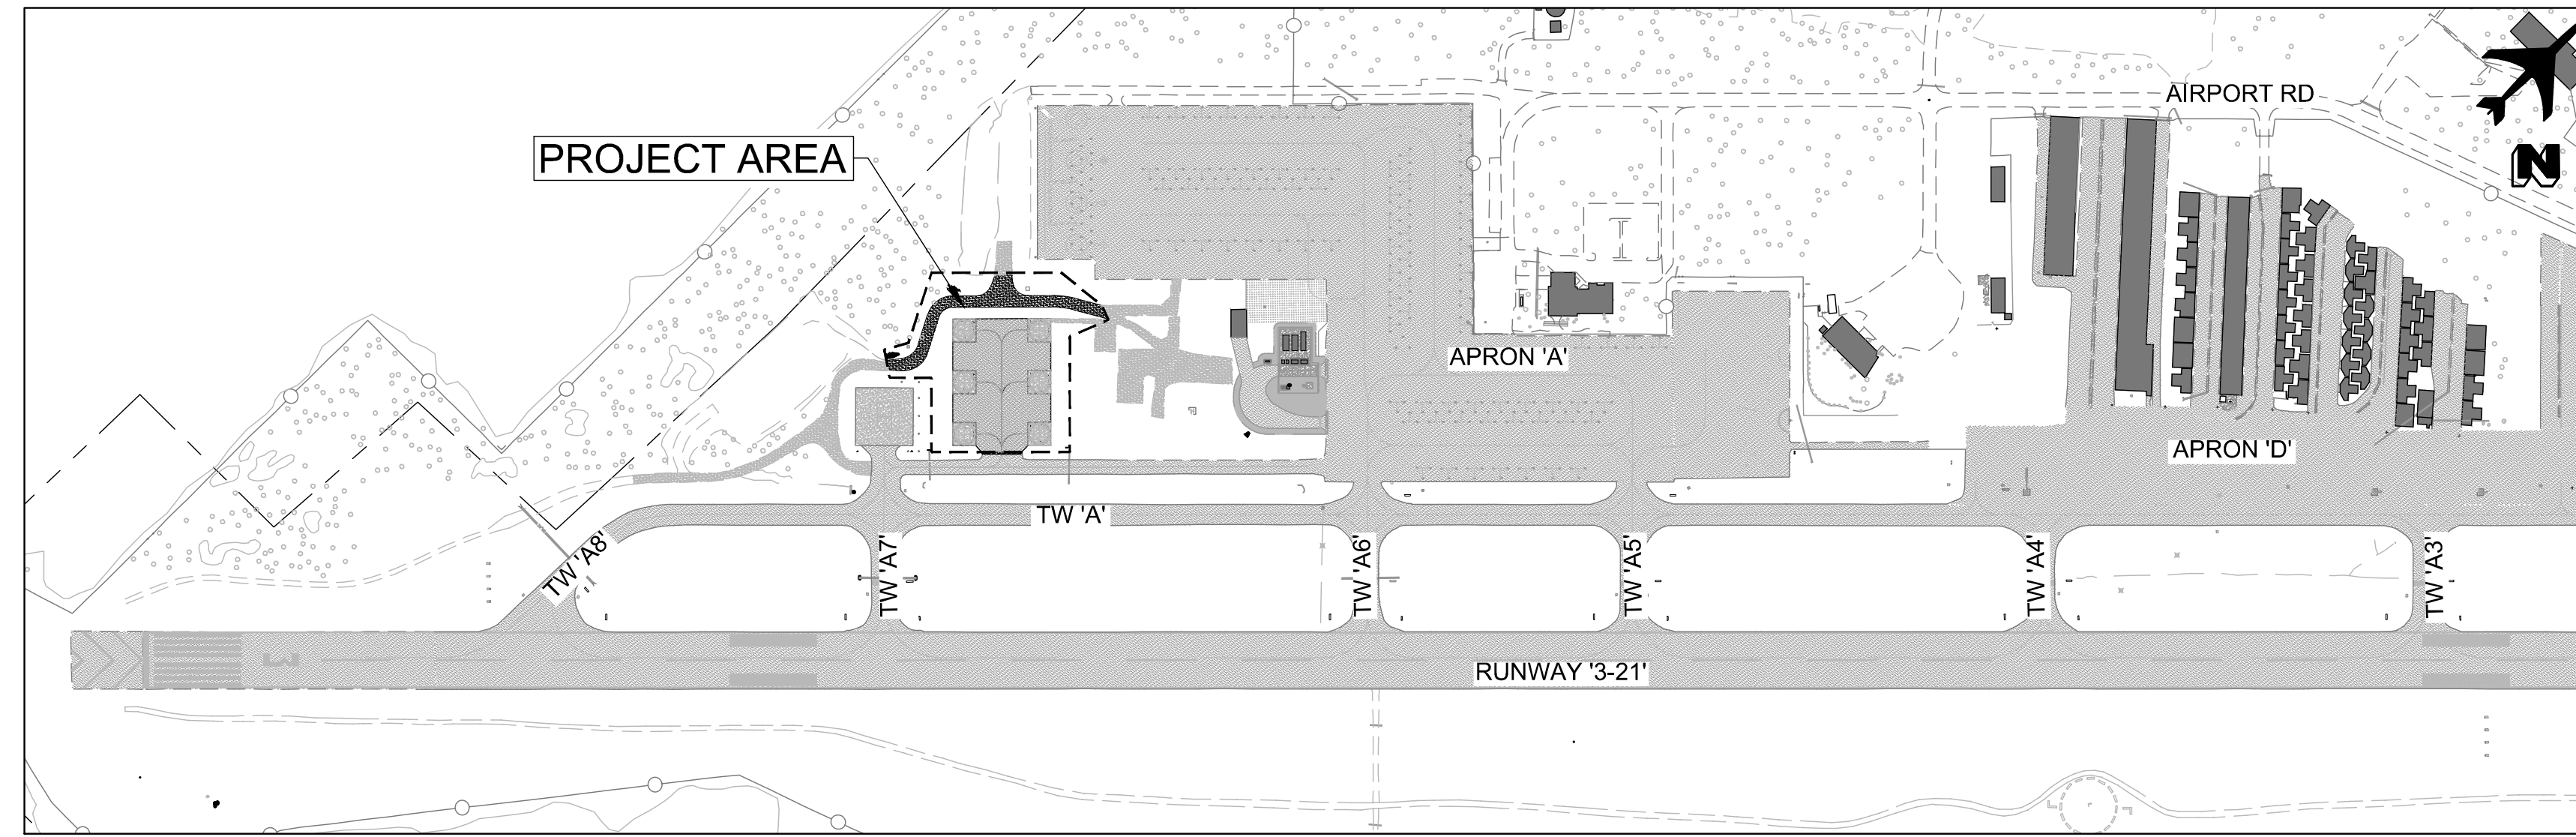 AIRPORT RD
N
PROJECT AREA
APRON 'A'
APRON 'D'
TW 'A'
TW 'A8'
TW 'A7'
TW 'A6'
TW 'A5'
TW 'A4'
TW 'A3'
3
RUNWAY '3-21'